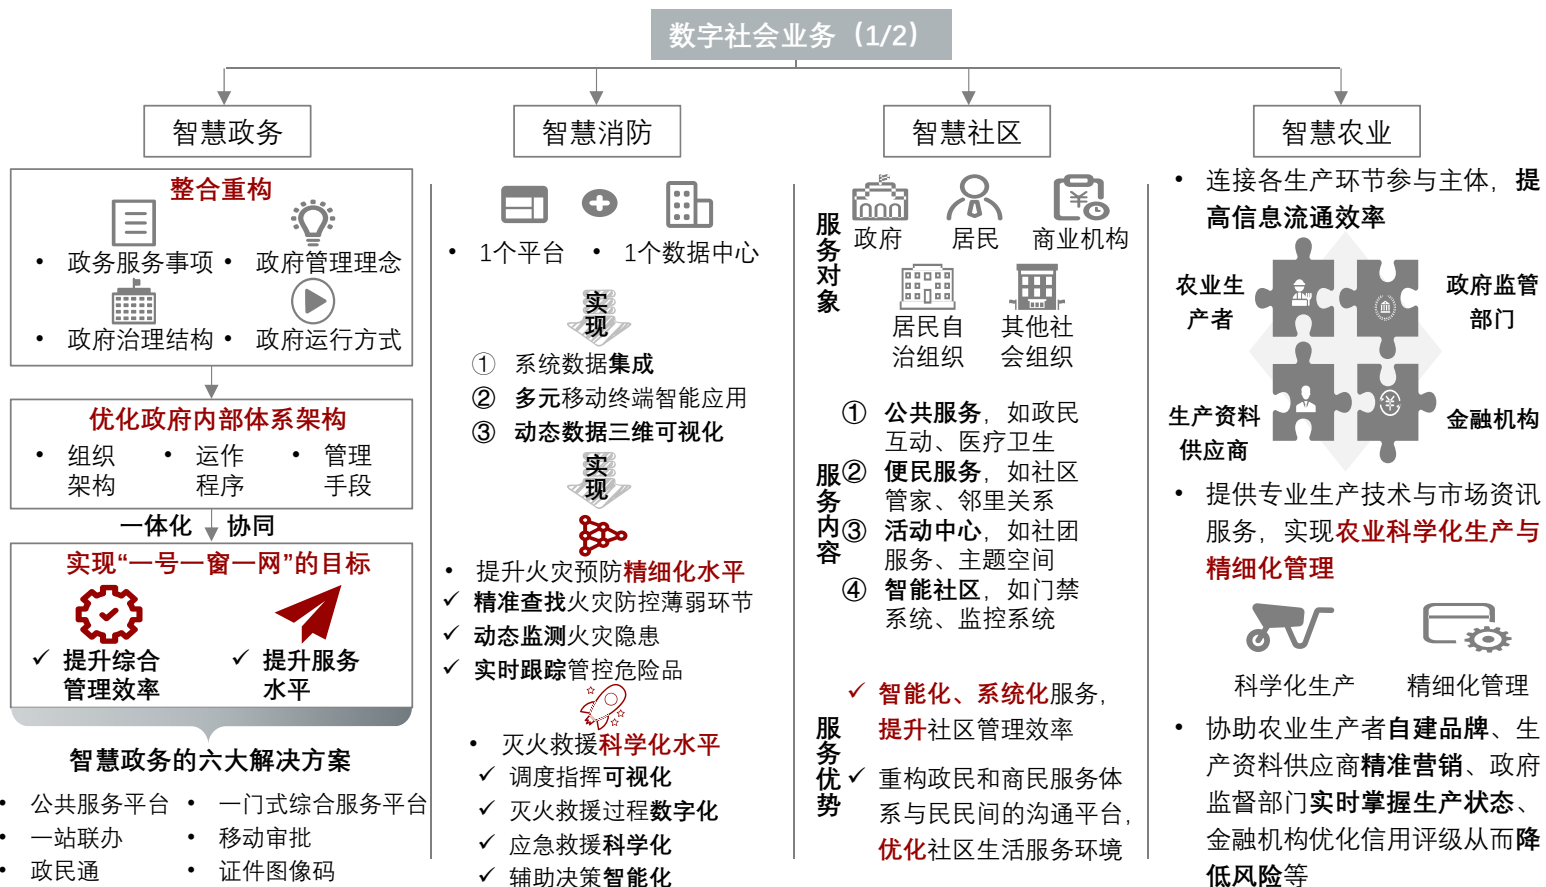 数字社会业务（1/2）
智慧政务
整合重构
• 政务服务事项 • 政府管理理念
• 政府治理结构 • 政府运行方式
优化政府内部体系架构
• 组织 • 运作 • 管理
架构 程序 手段
一体化 协同
实现“一号一窗一网”的目标
✓ 提升综合 ✓ 提升服务
管理效率 水平
智慧政务的六大解决方案
• 公共服务平台 • 一门式综合服务平台
• 一站联办 • 移动审批
• 政民通 • 证件图像码
智慧消防
• 1个平台 • 1个数据中心
实
现
① 系统数据集成
② 多元移动终端智能应用
③ 动态数据三维可视化
实
现
• 提升火灾预防精细化水平
✓ 精准查找火灾防控薄弱环节
✓ 动态监测火灾隐患
✓ 实时跟踪管控危险品
• 灭火救援科学化水平
✓ 调度指挥可视化
✓ 灭火救援过程数字化
✓ 应急救援科学化
✓ 辅助决策智能化
智慧社区
服务对象
政府 居民 商业机构
居民自 其他社
治组织 会组织
服务内容
① 公共服务，如政民
互动、医疗卫生
② 便民服务，如社区
管家、邻里关系
③ 活动中心，如社团
服务、主题空间
④ 智能社区，如门禁
系统、监控系统
服务优势
✓ 智能化、系统化服务，
提升社区管理效率
✓ 重构政民和商民服务体
系与民民间的沟通平台，
优化社区生活服务环境
智慧农业
• 连接各生产环节参与主体，提
高信息流通效率
农业生 政府监管
产者 部门
生产资料 金融机构
供应商
• 提供专业生产技术与市场资讯
服务，实现农业科学化生产与
精细化管理
科学化生产 精细化管理
• 协助农业生产者自建品牌、生
产资料供应商精准营销、政府
监督部门实时掌握生产状态、
金融机构优化信用评级从而降
低风险等